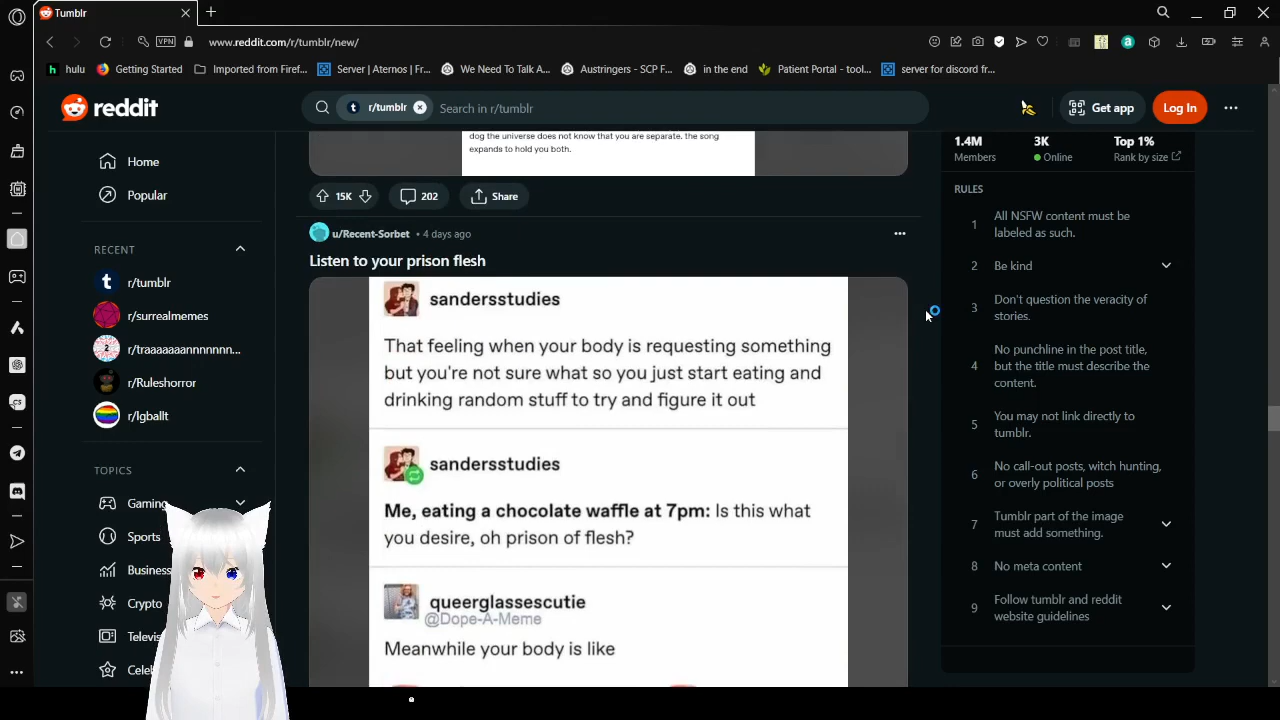 Tumblr
VPN
www.reddit.com/r/tumblr/new/
hulu
Getting Started
Imported from Firef...
Server | Aternos | Fr...
We Need To Talk A...
Austringers - SCP F...
in the end
Patient Portal - tool...
server for discord fr...
reddit
r/tumblr
Search in r/tumblr
Get app
Log In
Home
Popular
RECENT
r/tumblr
r/surrealmemes
r/traaaaaaannnnnnn...
r/Ruleshorror
r/lgballt
TOPICS
Gaming
Sports
Business
Crypto
Televis
Celeb
dog the universe does not know that you are separate. the song
expands to hold you both.
15K
202
Share
u/Recent-Sorbet • 4 days ago
Listen to your prison flesh
sandersstudies
That feeling when your body is requesting something
but you're not sure what so you just start eating and
drinking random stuff to try and figure it out
sandersstudies
Me, eating a chocolate waffle at 7pm: Is this what
you desire, oh prison of flesh?
queerglassescutie
@Dope-A-Meme
Meanwhile your body is like
1.4M
Members
3K
Online
Top 1%
Rank by size
RULES
1
All NSFW content must be
labeled as such.
2
Be kind
3
Don't question the veracity of
stories.
4
No punchline in the post title,
but the title must describe the
content.
5
You may not link directly to
tumblr.
6
No call-out posts, witch hunting,
or overly political posts
7
Tumblr part of the image
must add something.
8
No meta content
9
Follow tumblr and reddit
website guidelines